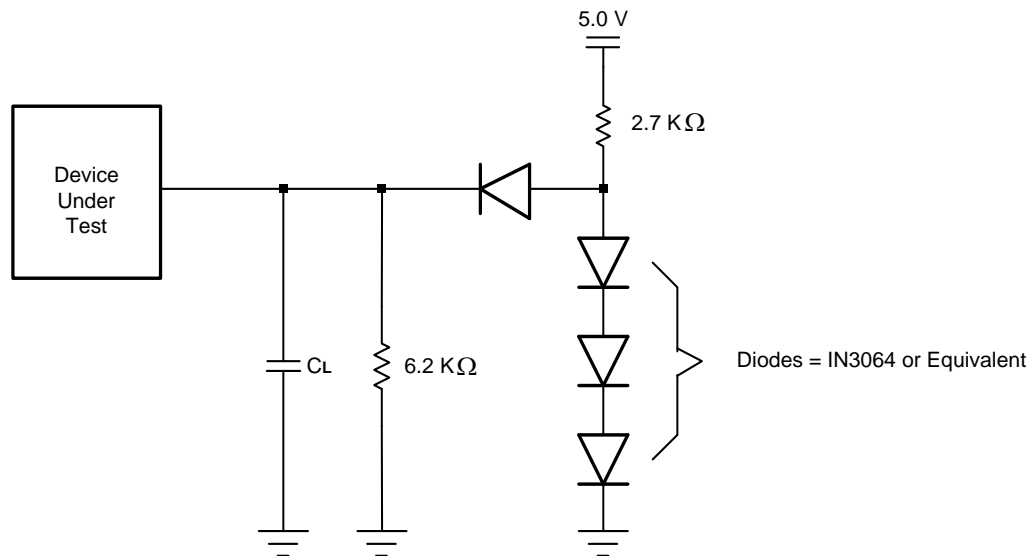 5.0 V
2.7 KΩ
Device
Under
Test
CL
6.2 KΩ
Diodes = IN3064 or Equivalent